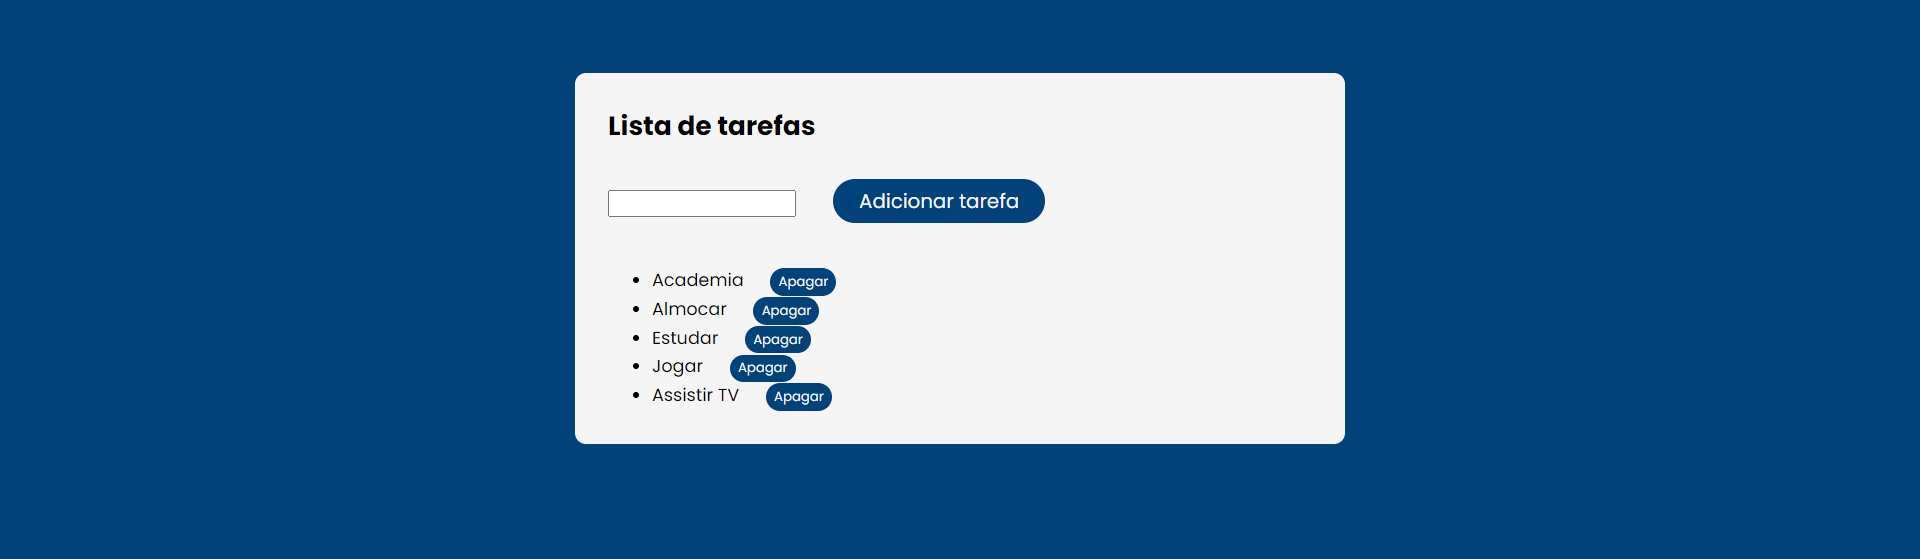 Lista de tarefas
Adicionar tarefa
Academia Apagar
Almocar Apagar
Estudar Apagar
Jogar Apagar
Assistir TV Apagar